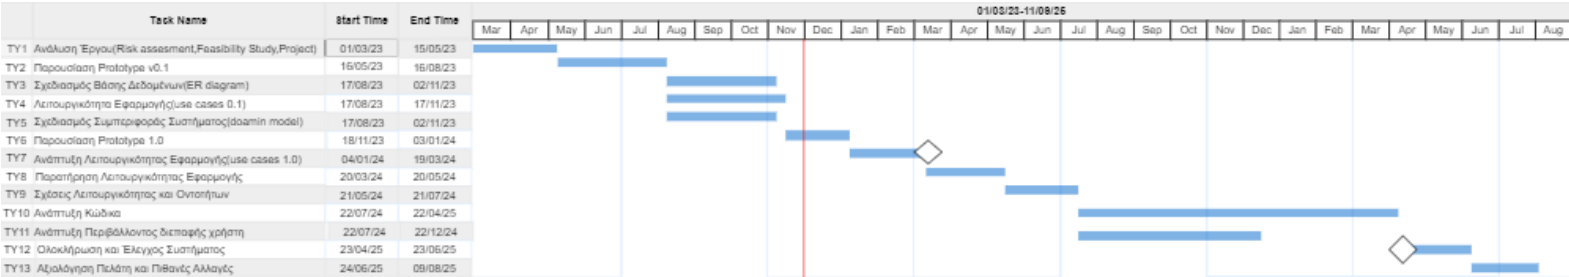 01/03/23-11/09/25
Task Name Start Time End Time Mar Apr May Jun Jul Aug Sep Oct Nov Dec Jan Feb Mar Apr May Jun Jul Aug Sep Oct Nov Dec Jan Feb Mar Apr May Jun Jul Aug
TY1 Ανάλυση Έργου(Risk assesment,Feasibility Study,Project) 01/03/23 15/05/23
TY2 Παρουσίαση Prototype v0.1 16/05/23 16/08/23
TY3 Σχεδιασμός Βάσης Δεδομένων(ER diagram) 17/08/23 02/11/23
TY4 Λειτουργικότητα Εφαρμογής(use cases 0.1) 17/08/23 17/11/23
TY5 Σχεδιασμός Συμπεριφοράς Συστήματος(doamin model) 17/08/23 02/11/23
TY6 Παρουσίαση Prototype 1.0 18/11/23 03/01/24
TY7 Ανάπτυξη Λειτουργικότητας Εφαρμογής(use cases 1.0) 04/01/24 19/03/24
TY8 Παρατήρηση Λειτουργικότητας Εφαρμογής 20/03/24 20/05/24
TY9 Σχέσεις Λειτουργικότητας και Οντοτήτων 21/05/24 21/07/24
TY10 Ανάπτυξη Κώδικα 22/07/24 22/04/25
TY11 Ανάπτυξη Περιβάλλοντος διεπαφής χρήστη 22/07/24 22/12/24
TY12 Ολοκλήρωση και Έλεγχος Συστήματος 23/04/25 23/06/25
TY13 Αξιολόγηση Πελάτη και Πιθανές Αλλαγές 24/06/25 09/08/25